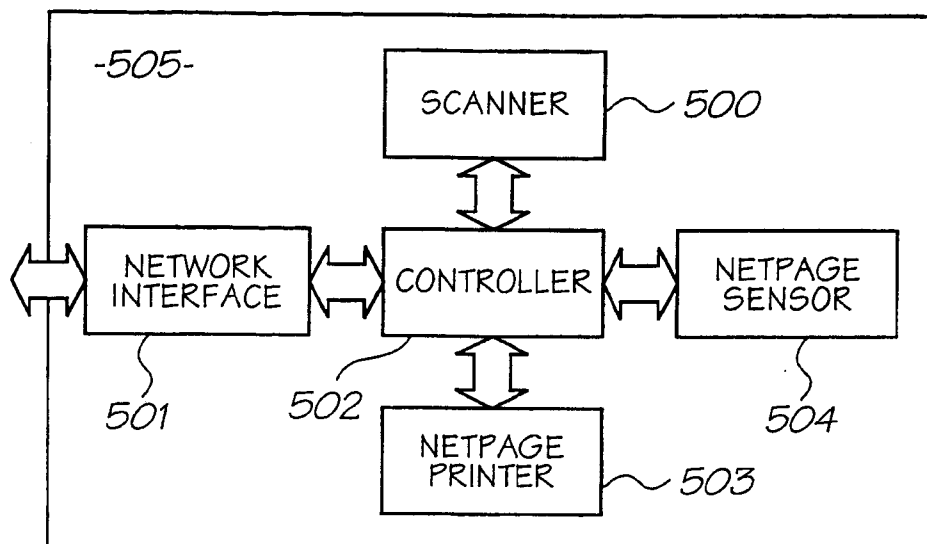 -505-
SCANNER
500
NETWORK
INTERFACE
CONTROLLER
NETPAGE
SENSOR
501
502
504
NETPAGE
PRINTER
503